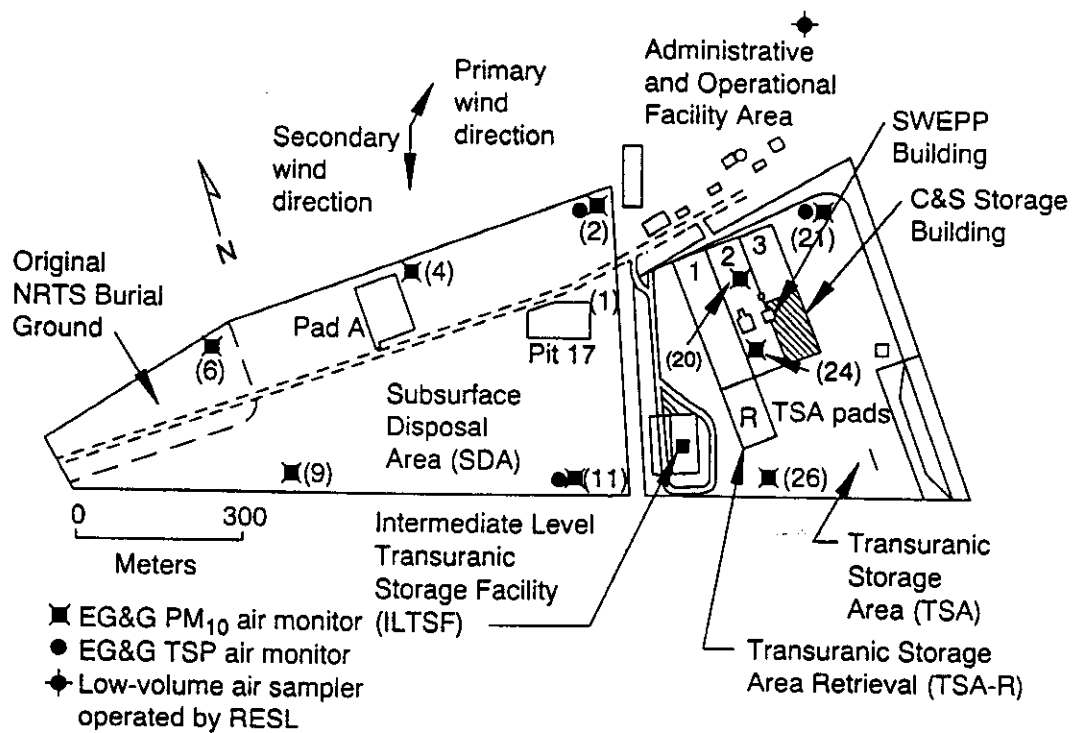 Administrative
and Operational
Facility Area
Primary
wind
direction
Secondary
wind
direction
SWEPP
Building
C&S Storage
Building
N
Original
NRTS Burial
Ground
(2)
(4)
(6)
Pad A
(1)
Pit 17
1
2
3
(21)
(20)
(24)
R
TSA pads
Subsurface
Disposal
Area (SDA)
(9)
(11)
(26)
0 300
Meters
Intermediate Level
Transuranic
Storage Facility
(ILTSF)
Transuranic
Storage
Area (TSA)
Transuranic Storage
Area Retrieval (TSA-R)
EG&G PM10 air monitor
EG&G TSP air monitor
Low-volume air sampler
operated by RESL